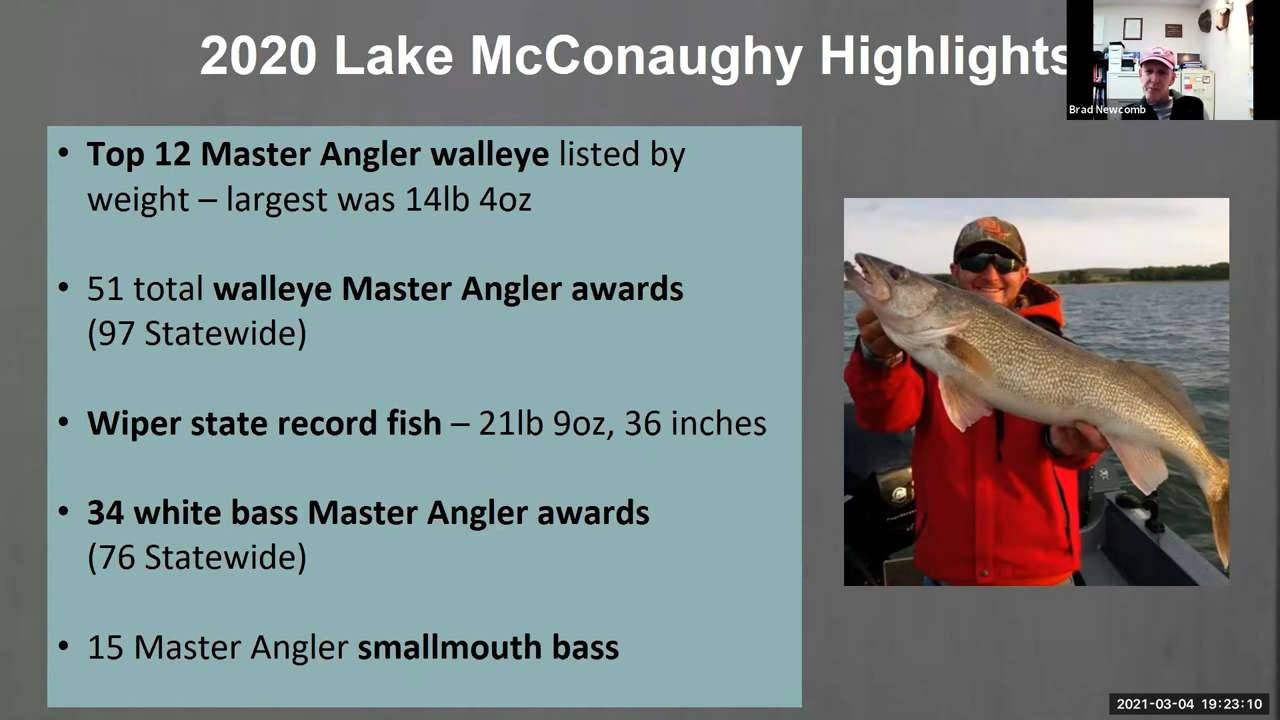 2020 Lake McConaughy Highlights
Brad Newcomb
• Top 12 Master Angler walleye listed by
weight – largest was 14lb 4oz
• 51 total walleye Master Angler awards
(97 Statewide)
• Wiper state record fish – 21lb 9oz, 36 inches
• 34 white bass Master Angler awards
(76 Statewide)
• 15 Master Angler smallmouth bass
2021-03-04 19:23:10